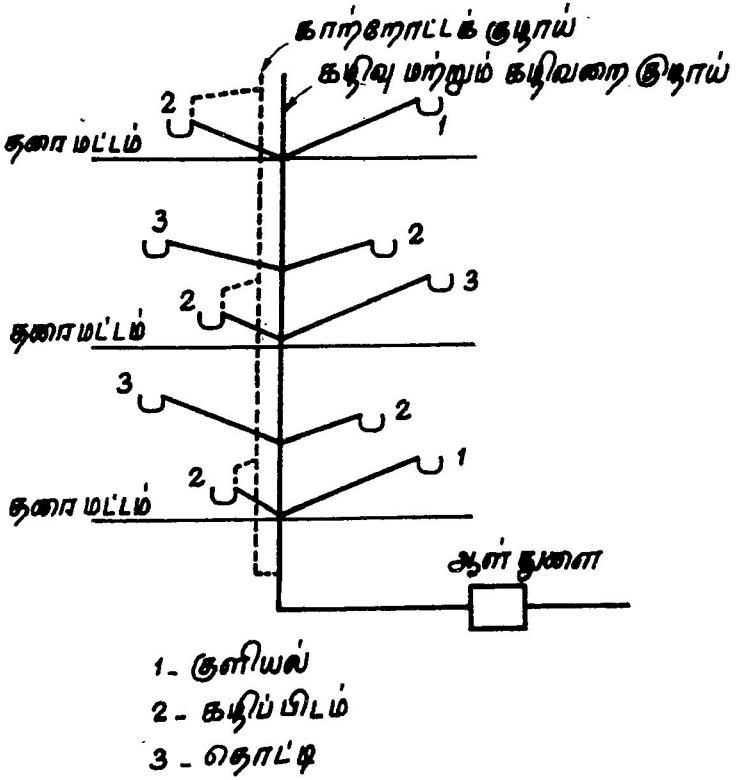 காற்றோட்டக் குழாய்
கழிவு மற்றும் கழிவறை குழாய்
2
1
தரை மட்டம்
3
2
3
2
தரை மட்டம்
3
2
1
2
தரை மட்டம்
ஆள் நுழை
1 - குளியல்
2 - கழிப்பிடம்
3 - தொட்டி